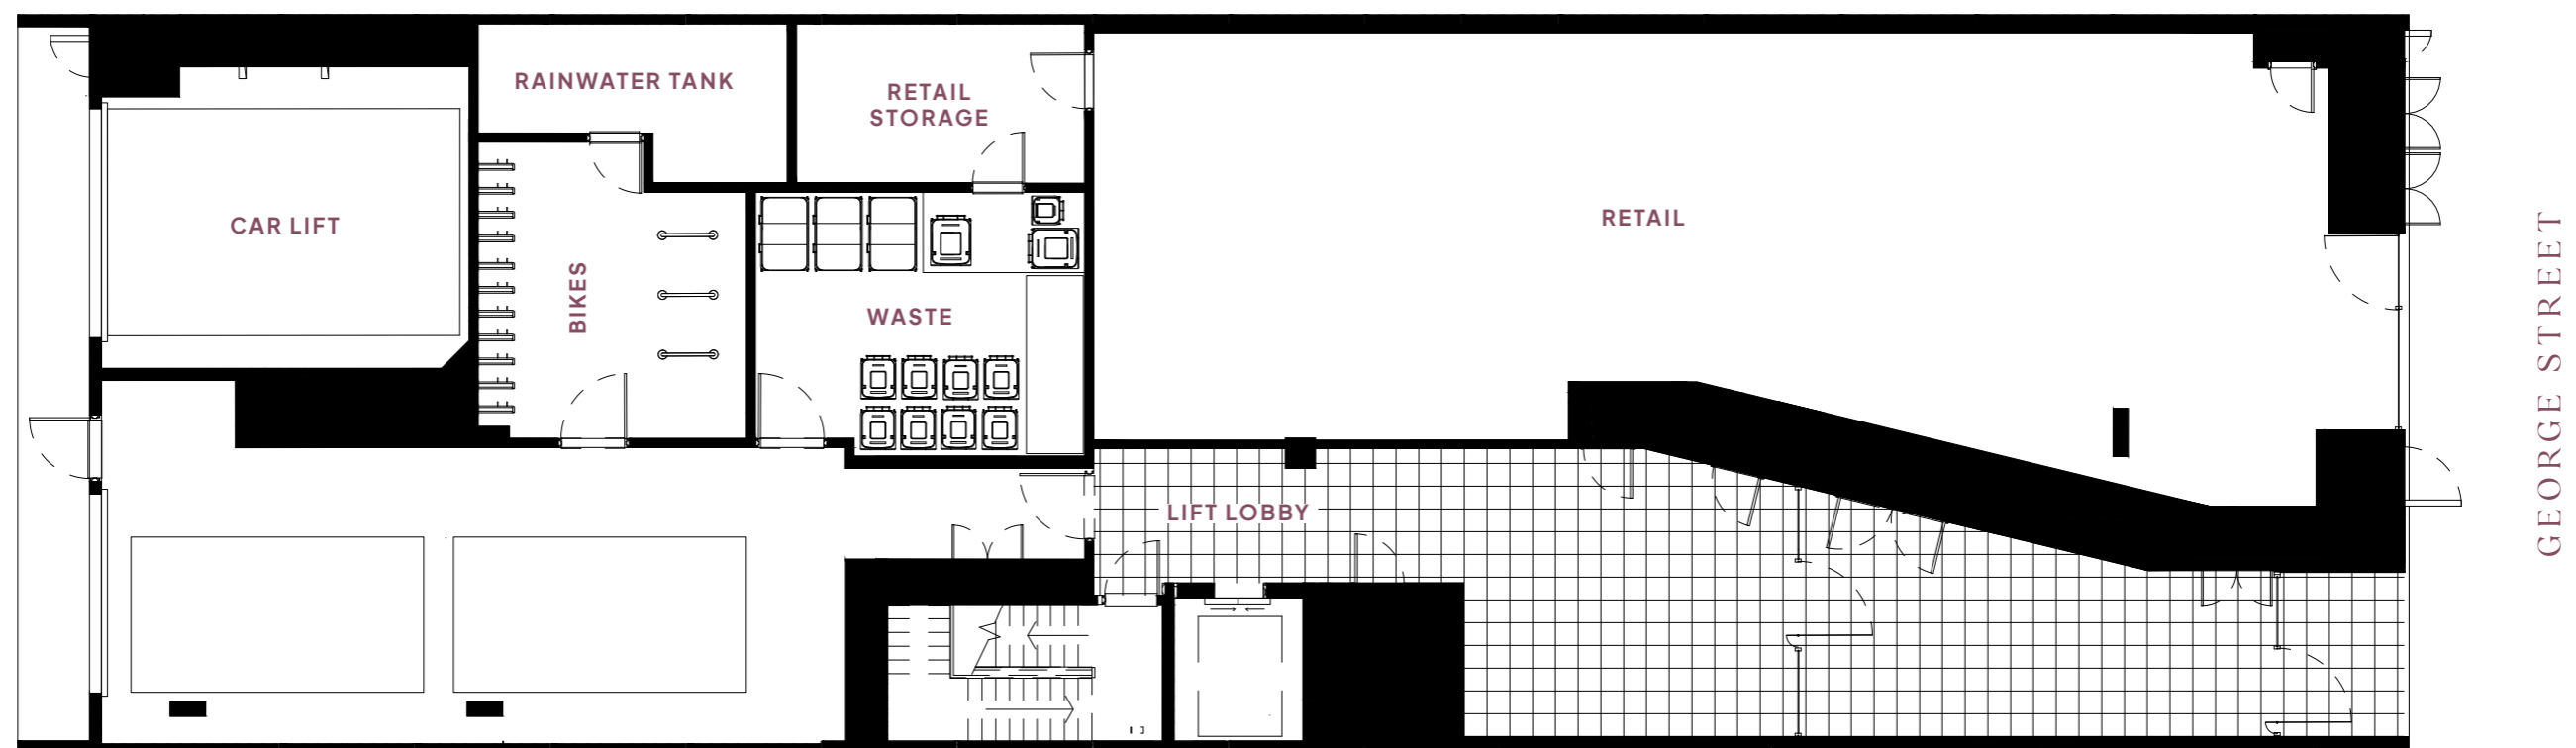 RAINWATER TANK
RETAIL
STORAGE
CAR LIFT
RETAIL
BIKES
WASTE
LIFT LOBBY
GEORGE STREET